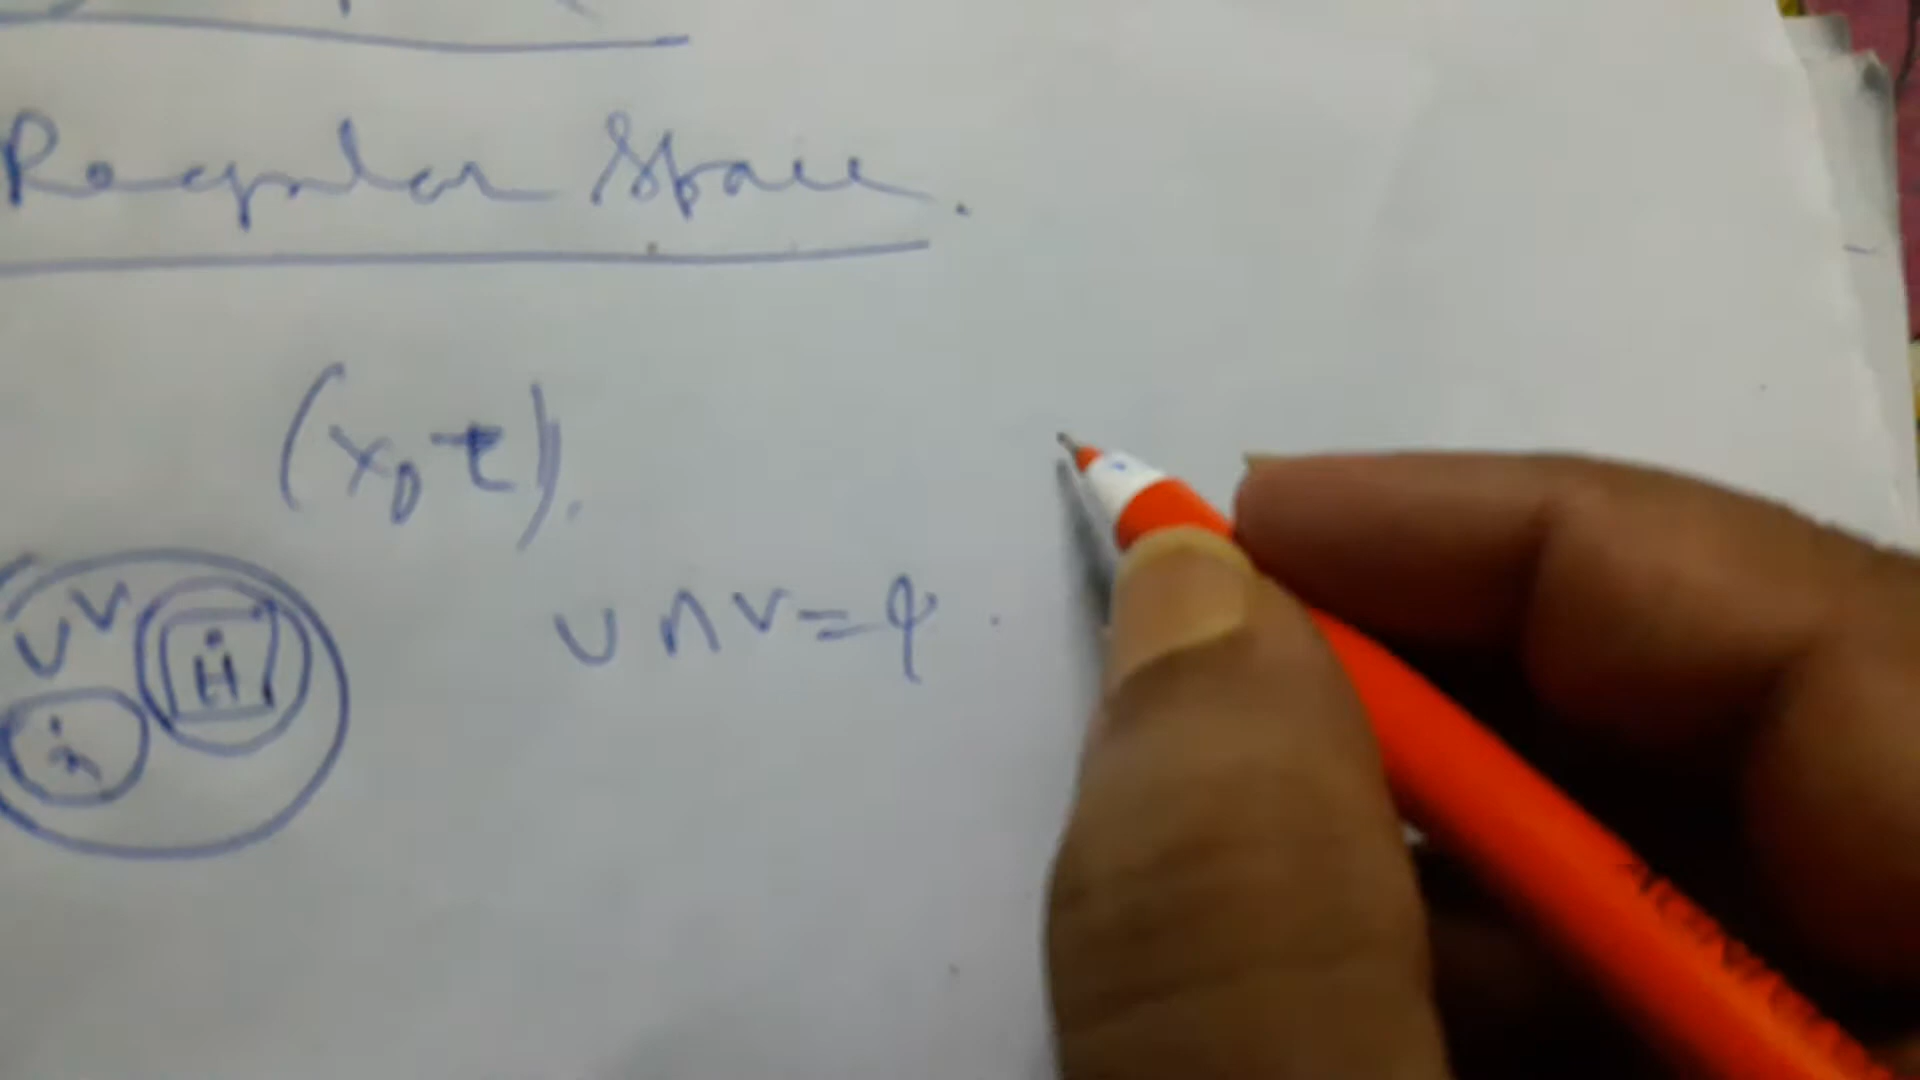 Regular Space.
(X, τ).
U V H
x
U ∩ V = φ.